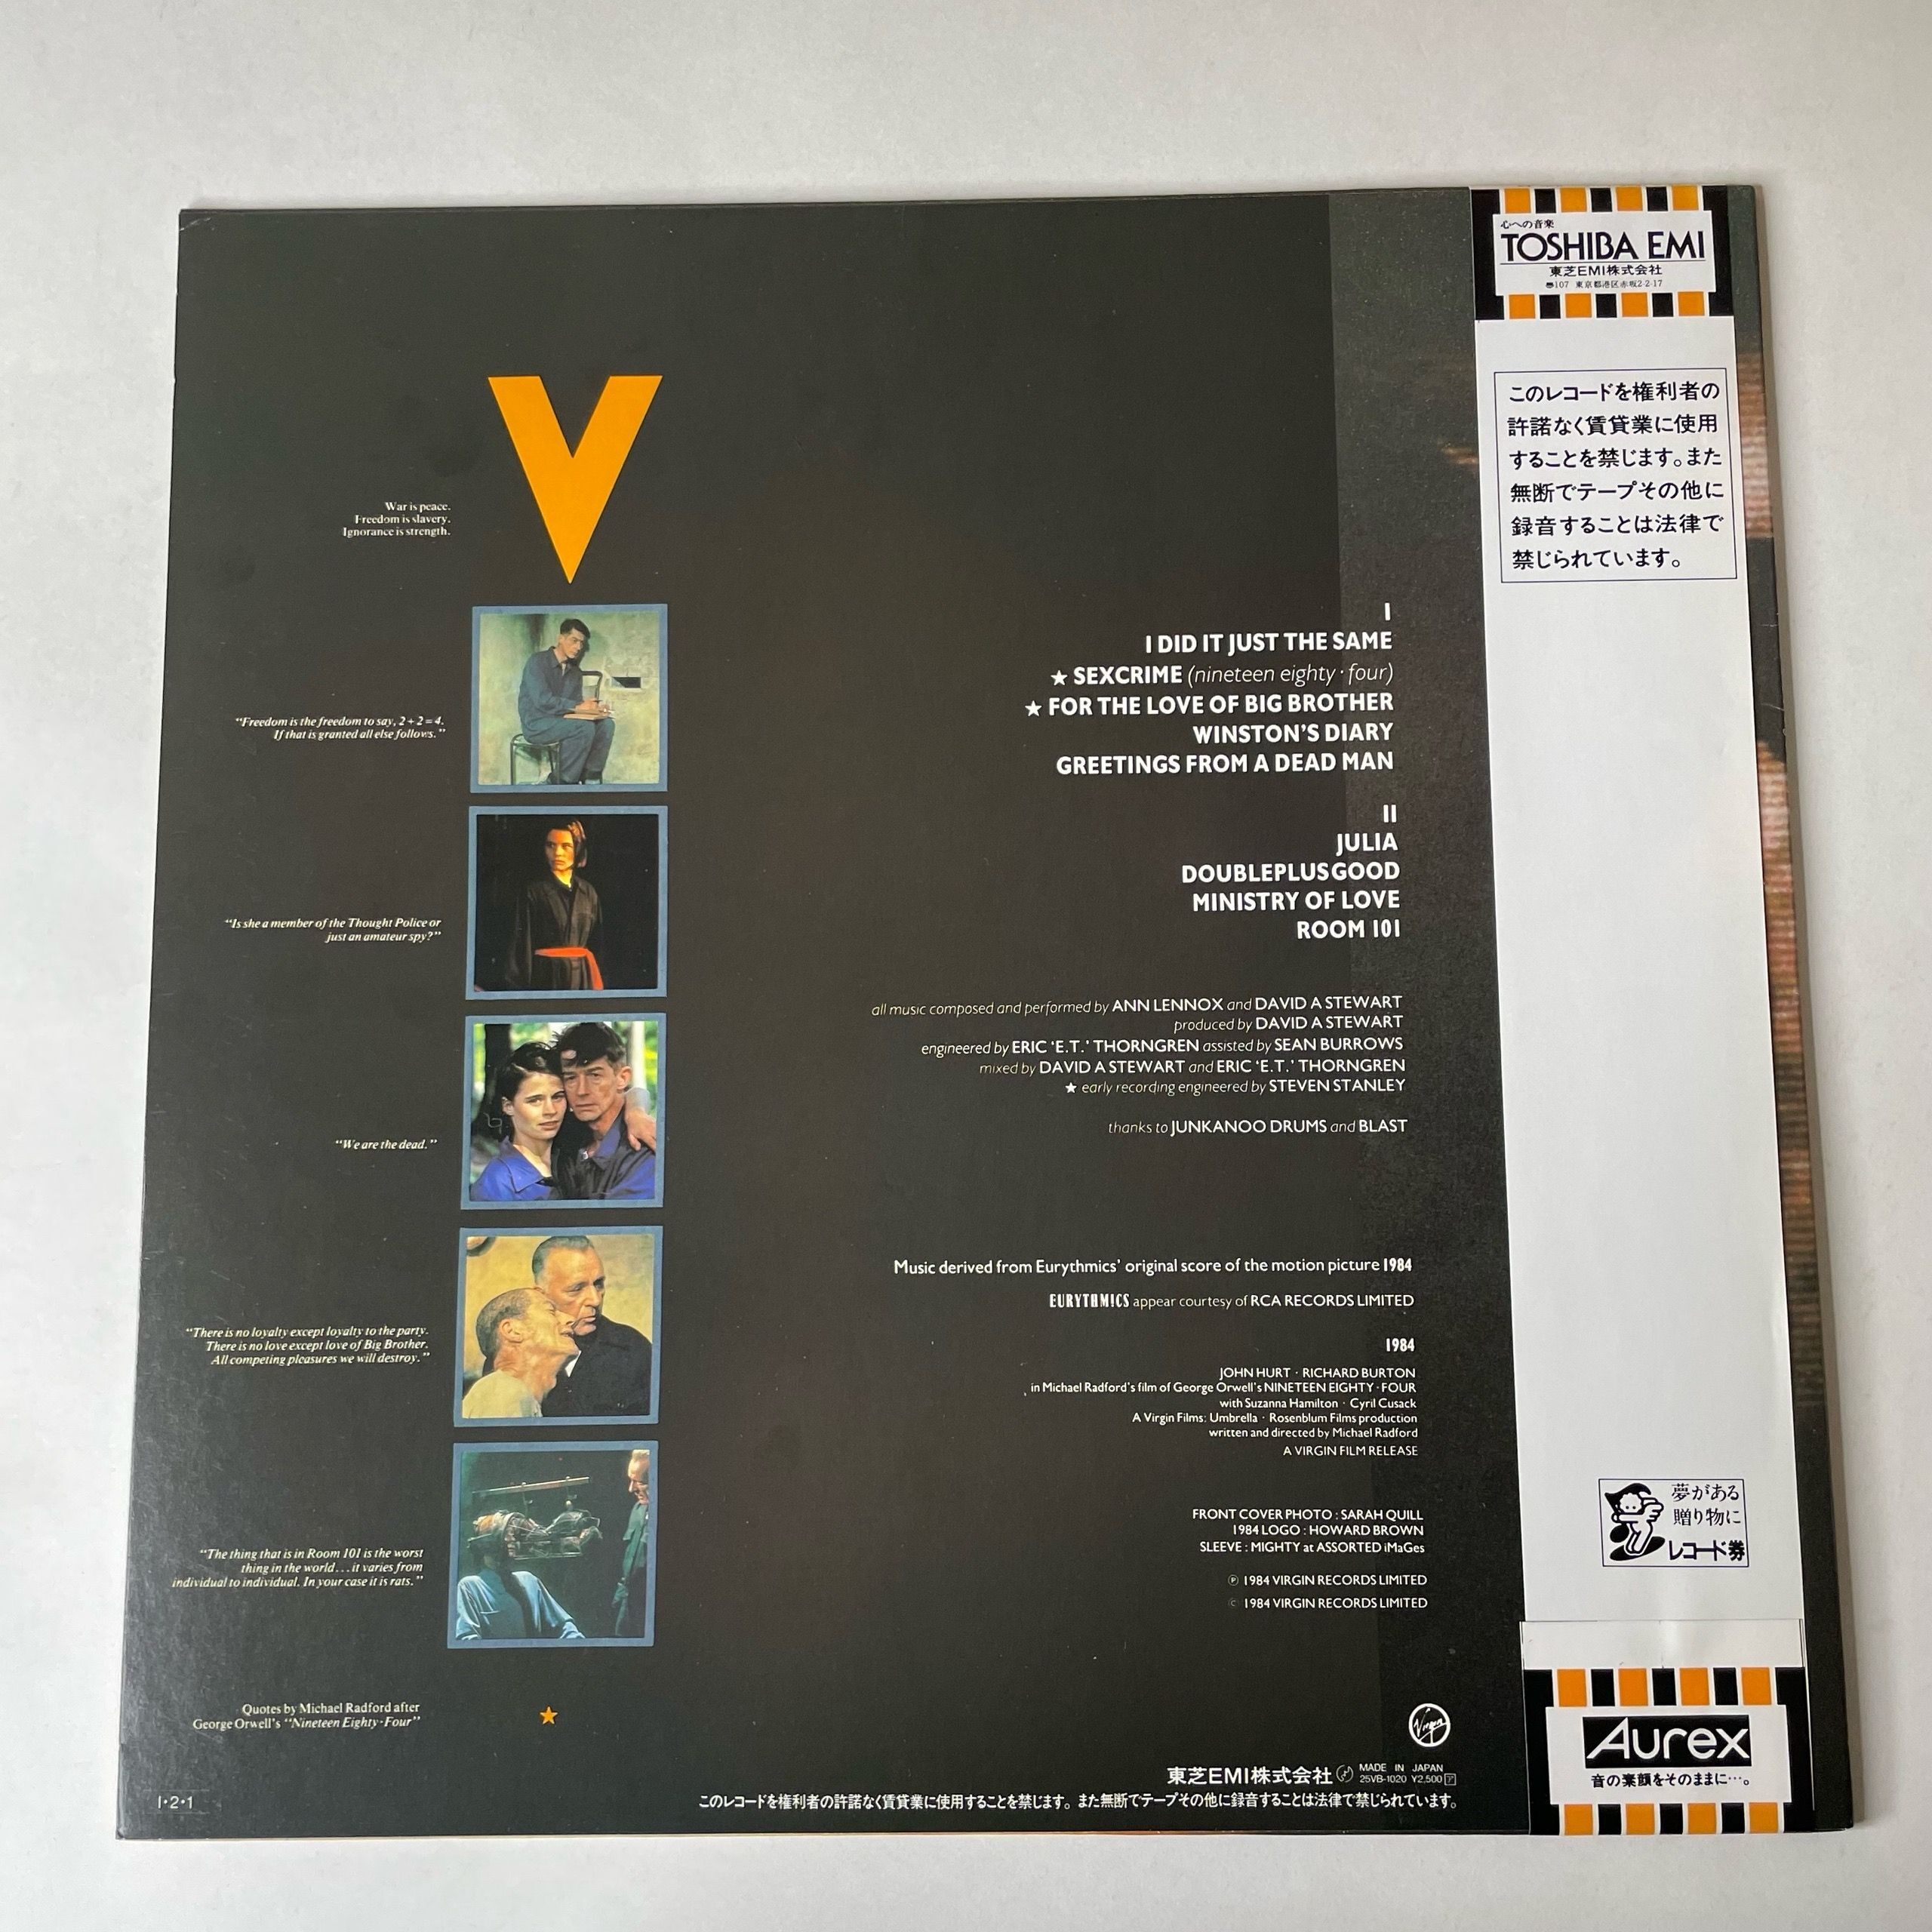 War is peace.
Freedom is slavery.
Ignorance is strength.
"Freedom is the freedom to say, 2 + 2 = 4.
If that is granted all else follows."
"Is she a member of the Thought Police or
just an amateur spy?"
"We are the dead."
"There is no loyalty except loyalty to the party.
There is no love except love of Big Brother.
All competing pleasures we will destroy."
"The thing that is in Room 101 is the worst
thing in the world . . . it varies from
individual to individual. In your case it is rats."
Quotes by Michael Radford after
George Orwell's "Nineteen Eighty·Four"
1·2·1
I
I DID IT JUST THE SAME
★ SEXCRIME (nineteen eighty·four)
★ FOR THE LOVE OF BIG BROTHER
WINSTON'S DIARY
GREETINGS FROM A DEAD MAN
II
JULIA
DOUBLEPLUSGOOD
MINISTRY OF LOVE
ROOM 101
all music composed and performed by ANN LENNOX and DAVID A STEWART
produced by DAVID A STEWART
engineered by ERIC 'E.T.' THORNGREN assisted by SEAN BURROWS
mixed by DAVID A STEWART and ERIC 'E.T.' THORNGREN
★ early recording engineered by STEVEN STANLEY
thanks to JUNKANOO DRUMS and BLAST
Music derived from Eurythmics' original score of the motion picture 1984
EURYTHMICS appear courtesy of RCA RECORDS LIMITED
1984
JOHN HURT · RICHARD BURTON
in Michael Radford's film of George Orwell's NINETEEN EIGHTY·FOUR
with Suzanna Hamilton · Cyril Cusack
A Virgin Films: Umbrella · Rosenblum Films production
written and directed by Michael Radford
A VIRGIN FILM RELEASE
FRONT COVER PHOTO : SARAH QUILL
1984 LOGO : HOWARD BROWN
SLEEVE : MIGHTY at ASSORTED iMaGes
℗ 1984 VIRGIN RECORDS LIMITED
© 1984 VIRGIN RECORDS LIMITED
Virgin
東芝EMI株式会社 MADE IN JAPAN
25VB-1020 ¥2,500 ア
このレコードを権利者の許諾なく賃貸業に使用することを禁じます。また無断でテープその他に録音することは法律で禁じられています。
心への音楽
TOSHIBA EMI
東芝EMI株式会社
〠107 東京都港区赤坂2-2-17
このレコードを権利者の
許諾なく賃貸業に使用
することを禁じます。また
無断でテープその他に
録音することは法律で
禁じられています。
夢がある
贈り物に
レコード券
Aurex
音の素顔をそのままに…。